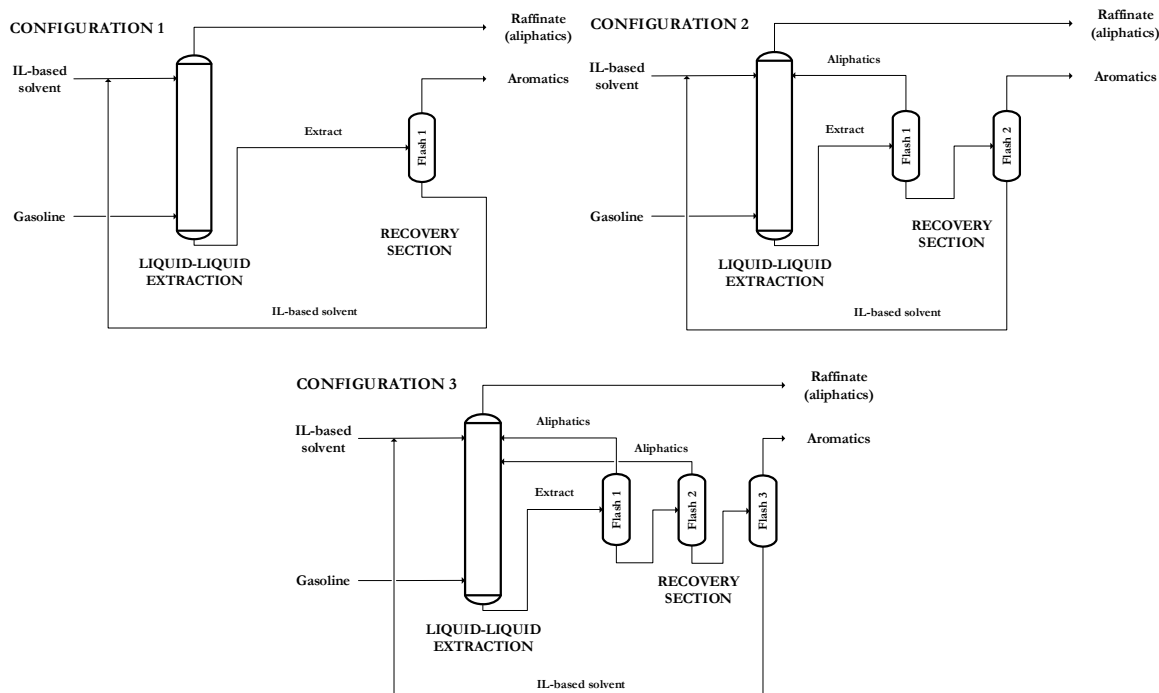 CONFIGURATION 1
Raffinate
(aliphatics)
IL-based
solvent
Aromatics
Extract
Flash 1
Gasoline
RECOVERY
SECTION
LIQUID-LIQUID
EXTRACTION
IL-based solvent
CONFIGURATION 2
Raffinate
(aliphatics)
IL-based
solvent
Aliphatics
Aromatics
Extract
Flash 1
Flash 2
Gasoline
RECOVERY
SECTION
LIQUID-LIQUID
EXTRACTION
IL-based solvent
CONFIGURATION 3
Raffinate
(aliphatics)
IL-based
solvent
Aliphatics
Aliphatics
Aromatics
Extract
Flash 1
Flash 2
Flash 3
Gasoline
RECOVERY
SECTION
LIQUID-LIQUID
EXTRACTION
IL-based solvent